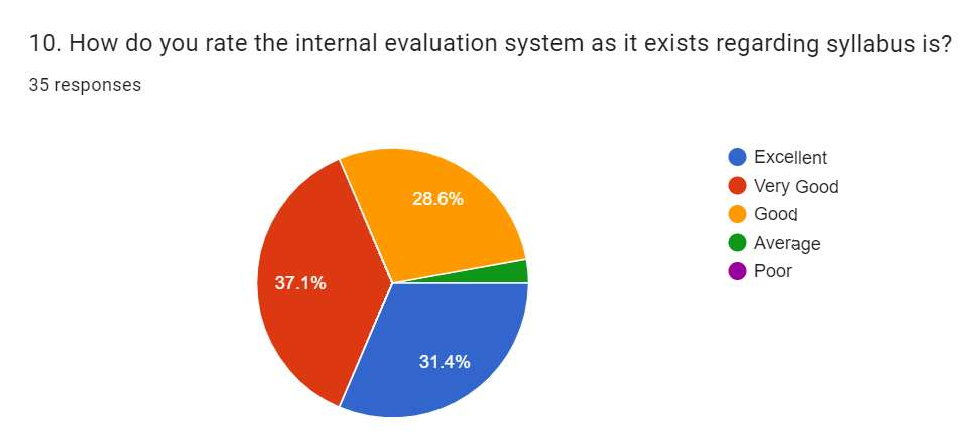 10. How do you rate the internal evaluation system as it exists regarding syllabus is?
35 responses
28.6%
37.1%
31.4%
Excellent
Very Good
Good
Average
Poor